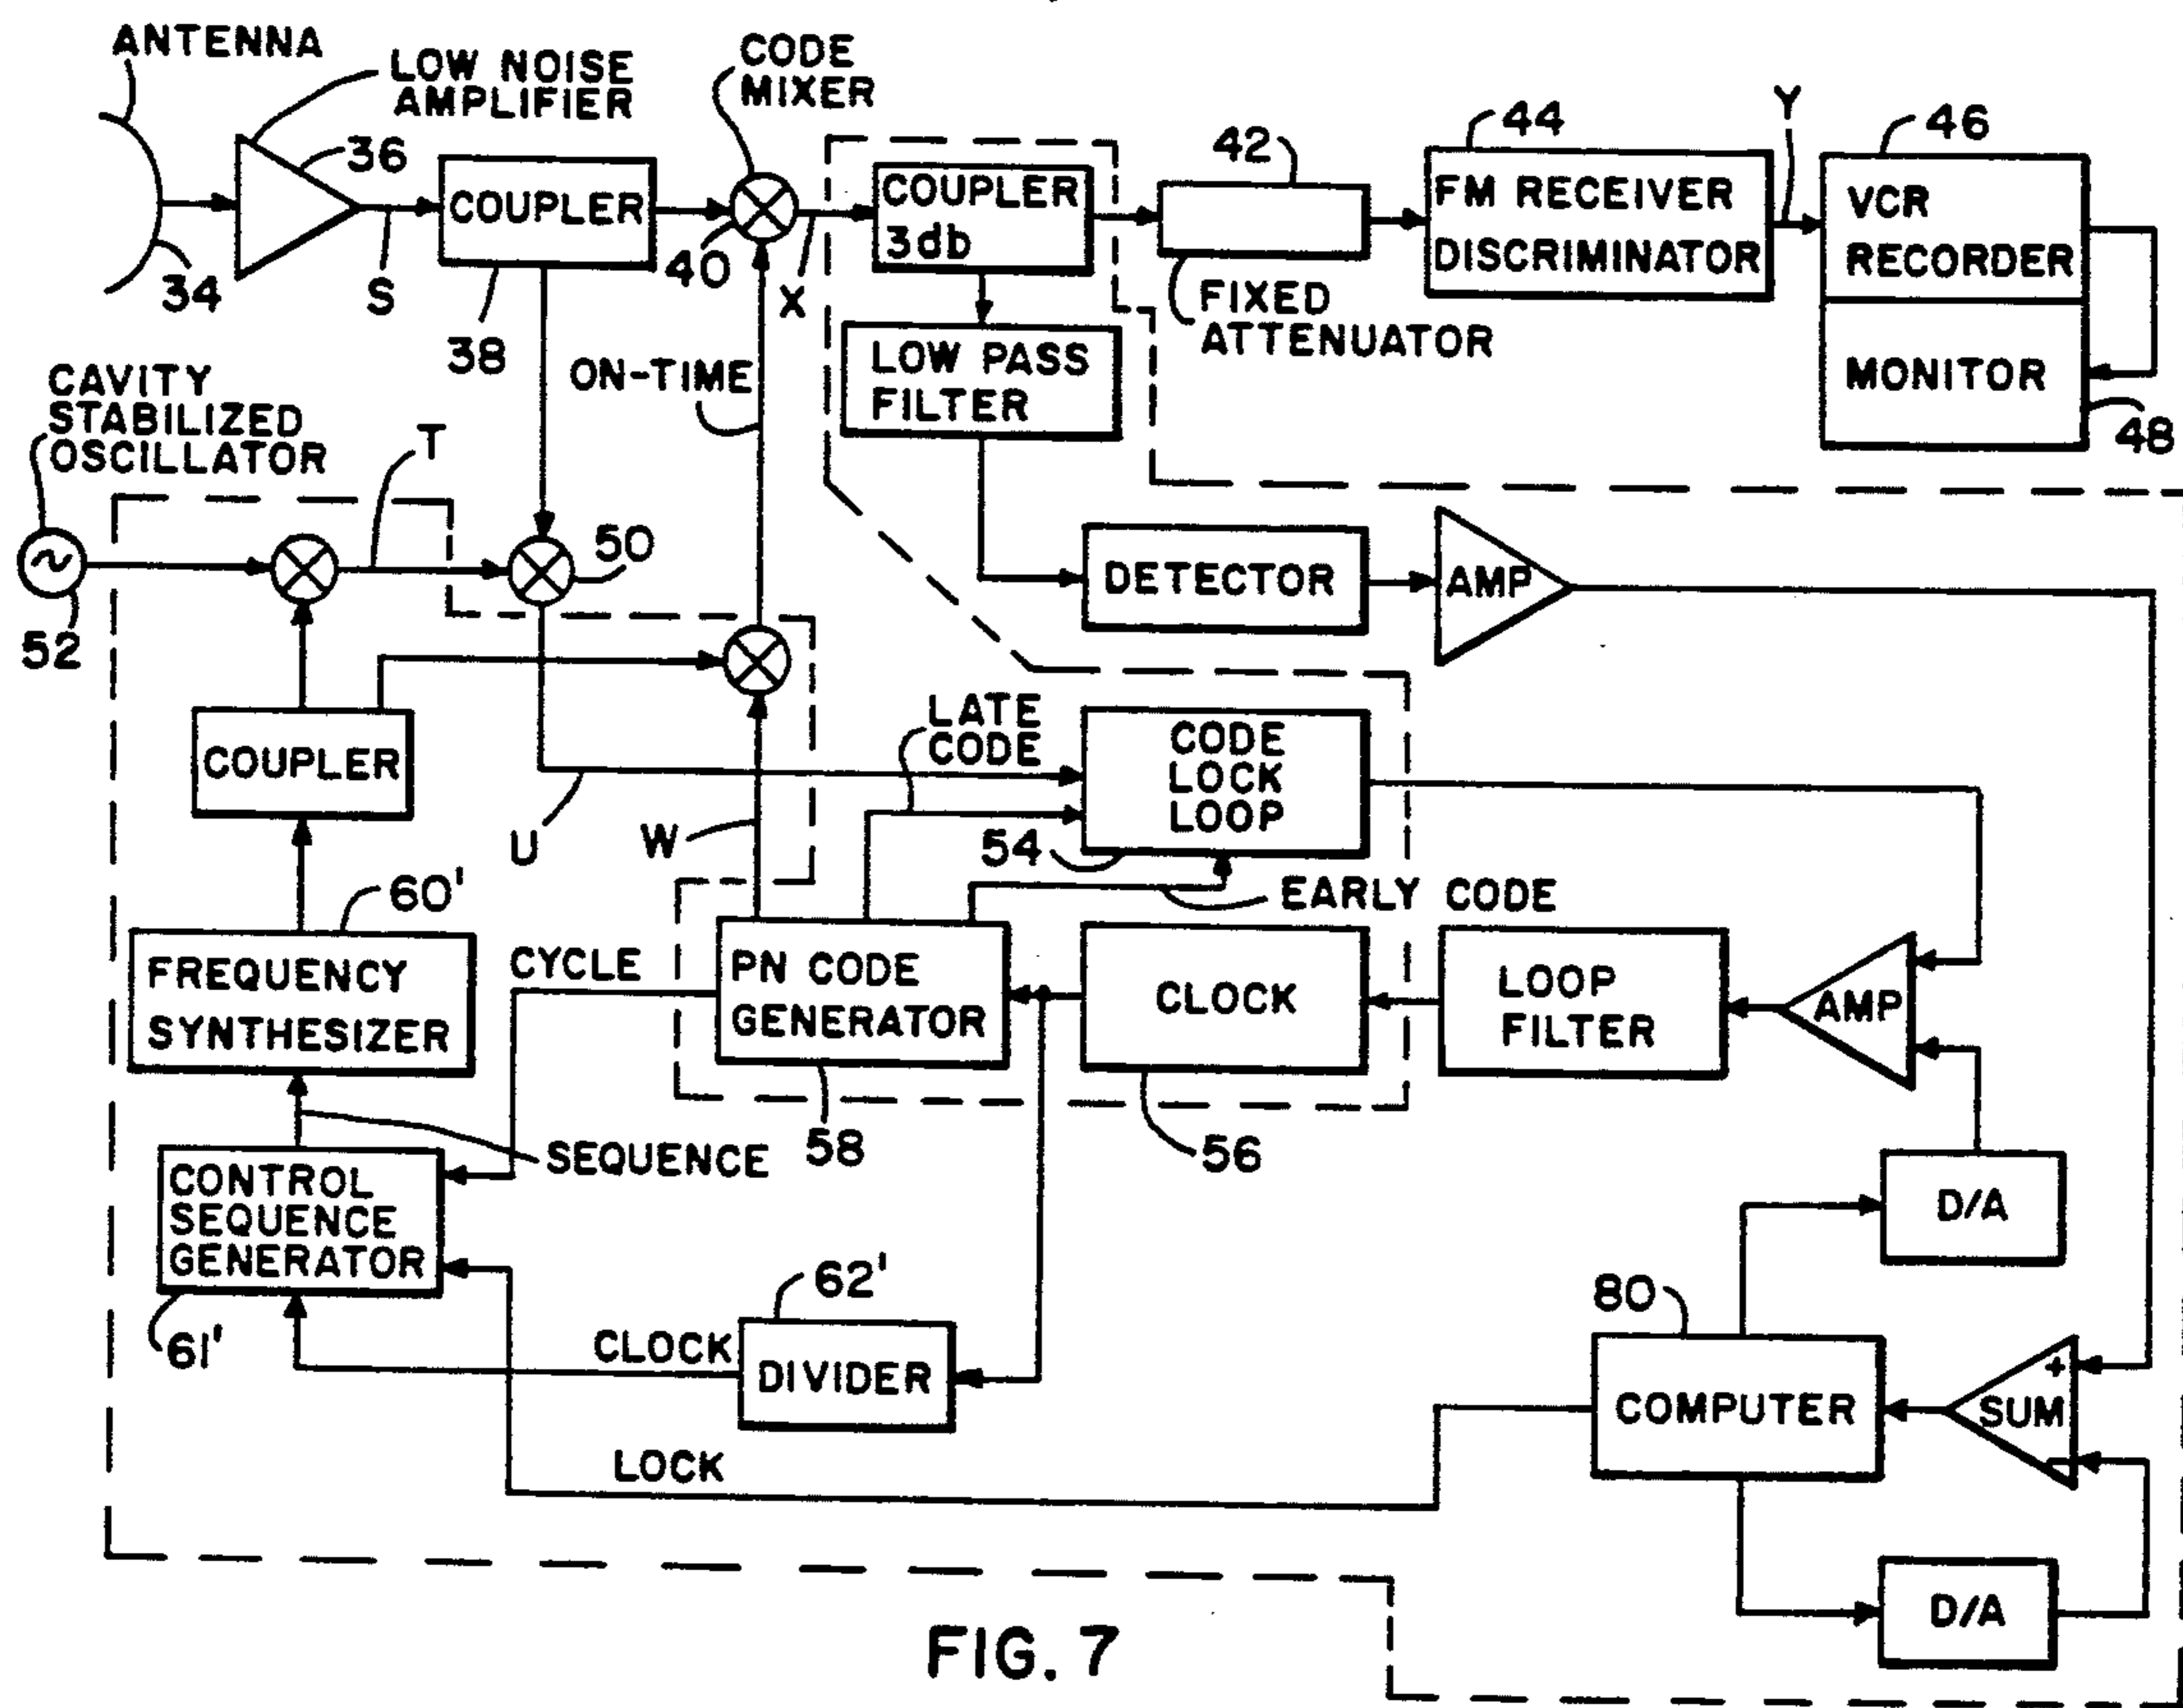 ANTENNA
LOW NOISE
AMPLIFIER
36
34
S
COUPLER
38
CODE
MIXER
40
X
ON-TIME
COUPLER
3db
LOW PASS
FILTER
42
FIXED
ATTENUATOR
44
FM RECEIVER
DISCRIMINATOR
Y
46
VCR
RECORDER
MONITOR
48
CAVITY
STABILIZED
OSCILLATOR
52
T
50
DETECTOR
AMP
COUPLER
U
W
LATE
CODE
CODE
LOCK
LOOP
54
EARLY CODE
60'
FREQUENCY
SYNTHESIZER
CYCLE
PN CODE
GENERATOR
58
CLOCK
56
LOOP
FILTER
AMP
SEQUENCE
CONTROL
SEQUENCE
GENERATOR
61'
62'
CLOCK
DIVIDER
LOCK
D/A
80
COMPUTER
+
SUM
-
D/A
FIG. 7